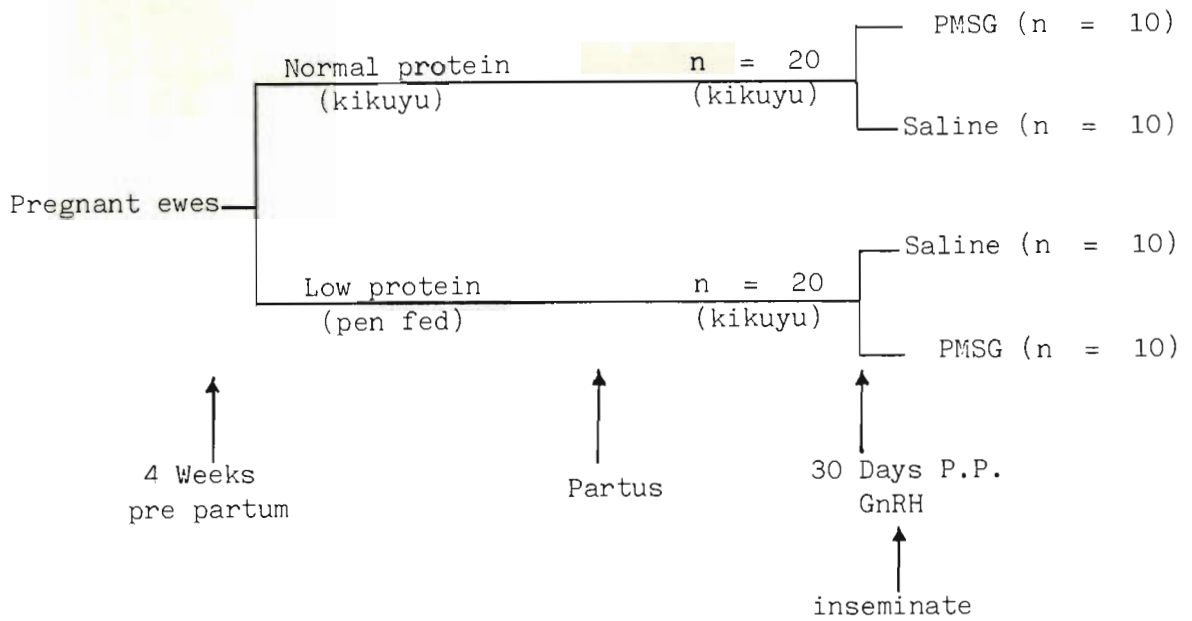 PMSG (n = 10)
Normal protein n = 20
(kikuyu) (kikuyu)
Saline (n = 10)
Pregnant ewes
Saline (n = 10)
Low protein n = 20
(pen fed) (kikuyu)
PMSG (n = 10)
4 Weeks
pre partum
Partus
30 Days P.P.
GnRH
inseminate